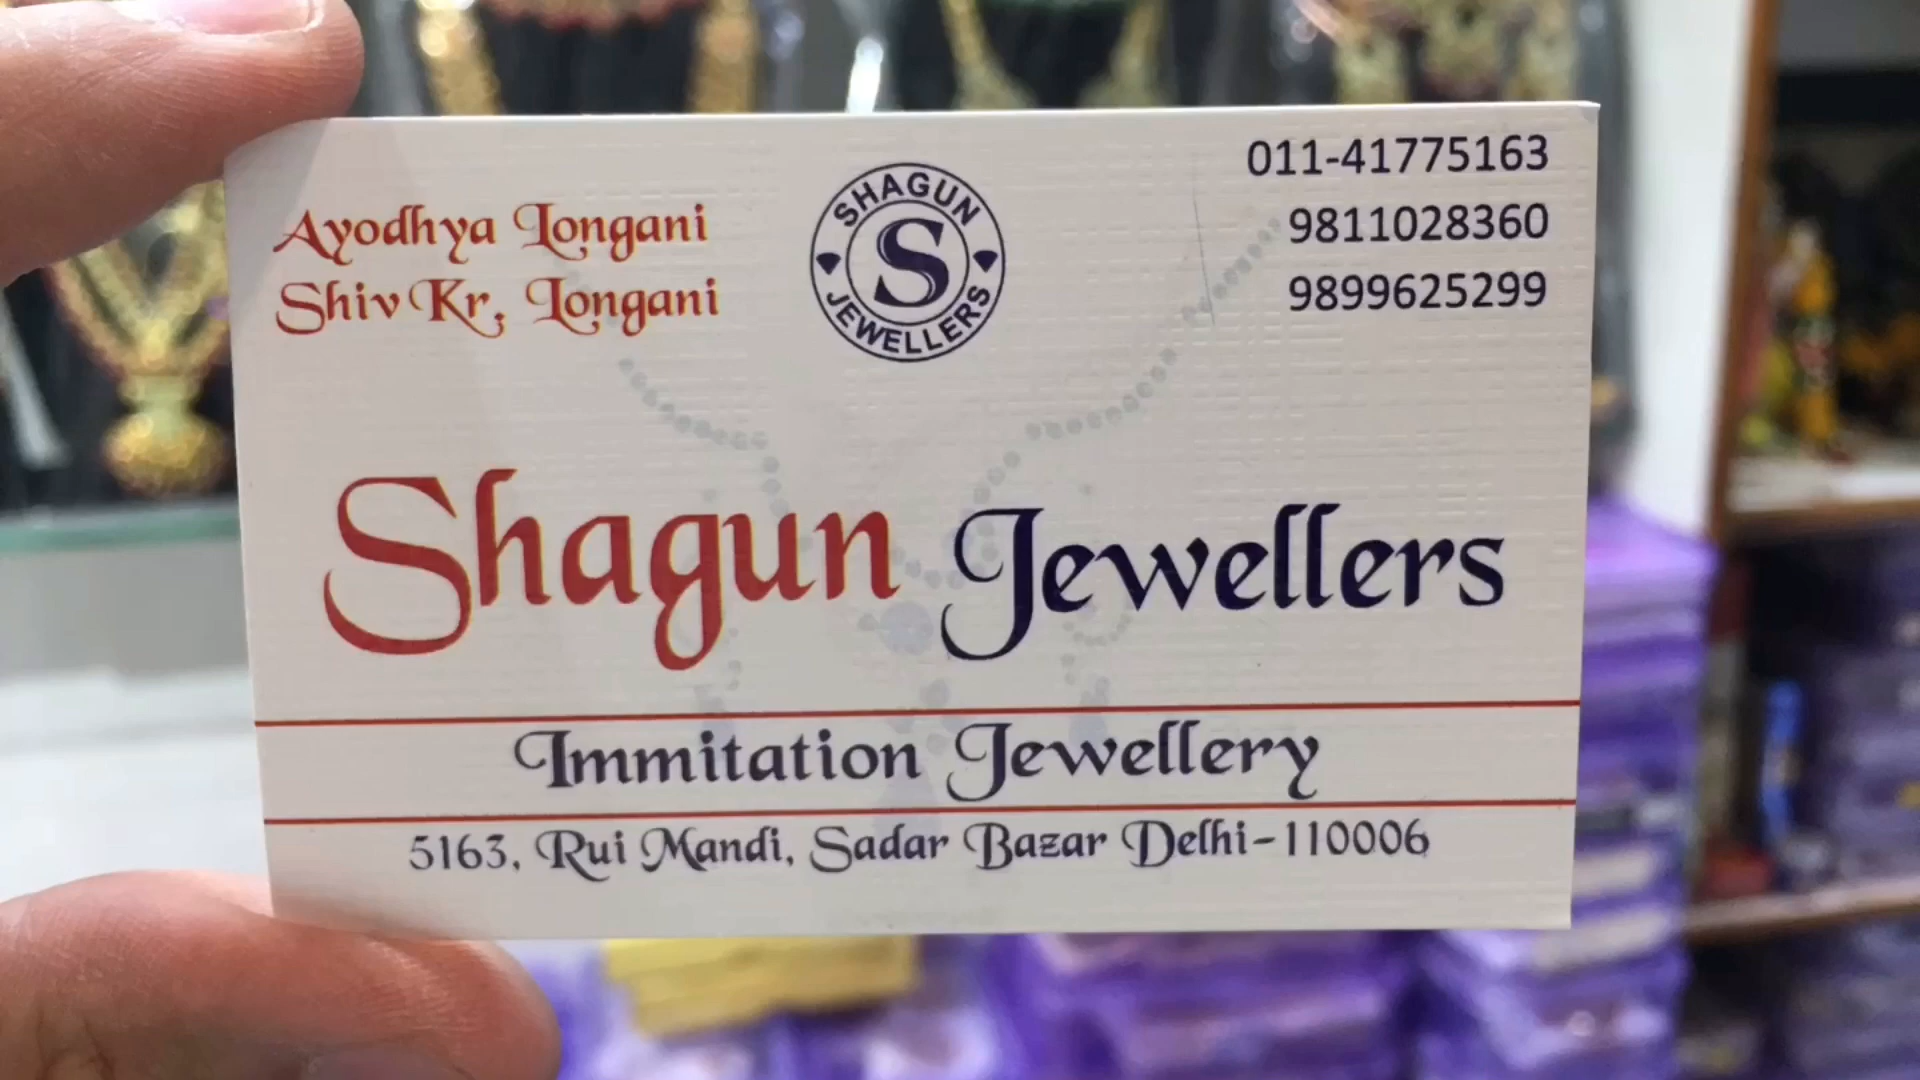 Ayodhya Longani
Shiv Kr. Longani
SHAGUN
S
JEWELLERS
011-41775163
9811028360
9899625299
Shagun Jewellers
Immitation Jewellery
5163, Rui Mandi, Sadar Bazar Delhi-110006